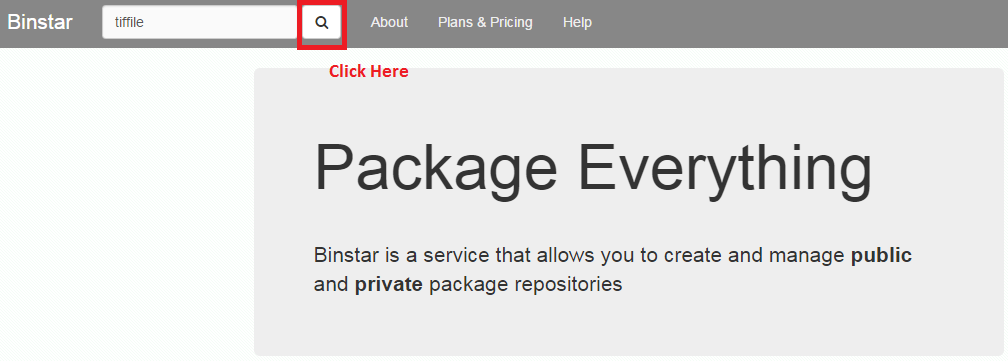 Binstar tiffile About Plans & Pricing Help
Click Here
Package Everything
Binstar is a service that allows you to create and manage public
and private package repositories